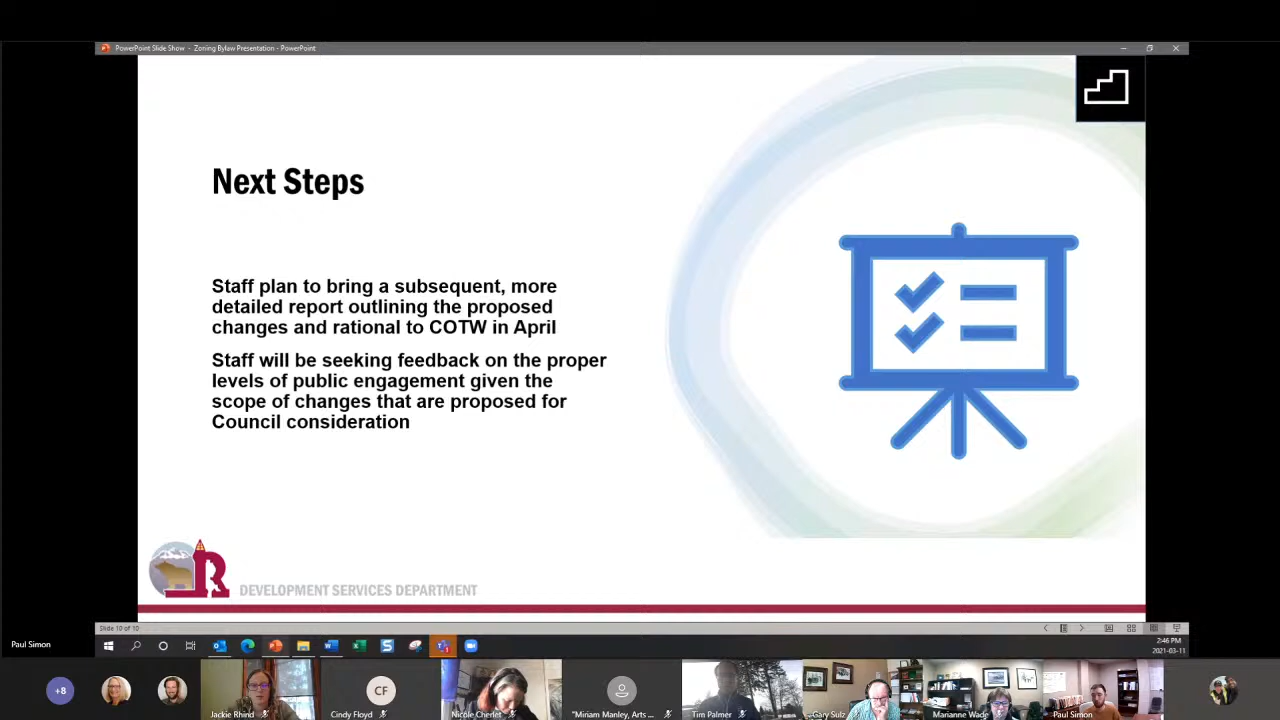 PowerPoint Slide Show - Zoning Bylaw Presentation - PowerPoint
Next Steps
Staff plan to bring a subsequent, more
detailed report outlining the proposed
changes and rational to COTW in April
Staff will be seeking feedback on the proper
levels of public engagement given the
scope of changes that are proposed for
Council consideration
R
DEVELOPMENT SERVICES DEPARTMENT
Slide 10 of 10
Paul Simon
2:46 PM
2021-03-11
+8
Jackie Rhind
CF
Cindy Floyd
Nicole Cherlet
"Miriam Manley, Arts ...
Tim Palmer
Gary Sulz
Marianne Wade
Paul Simon